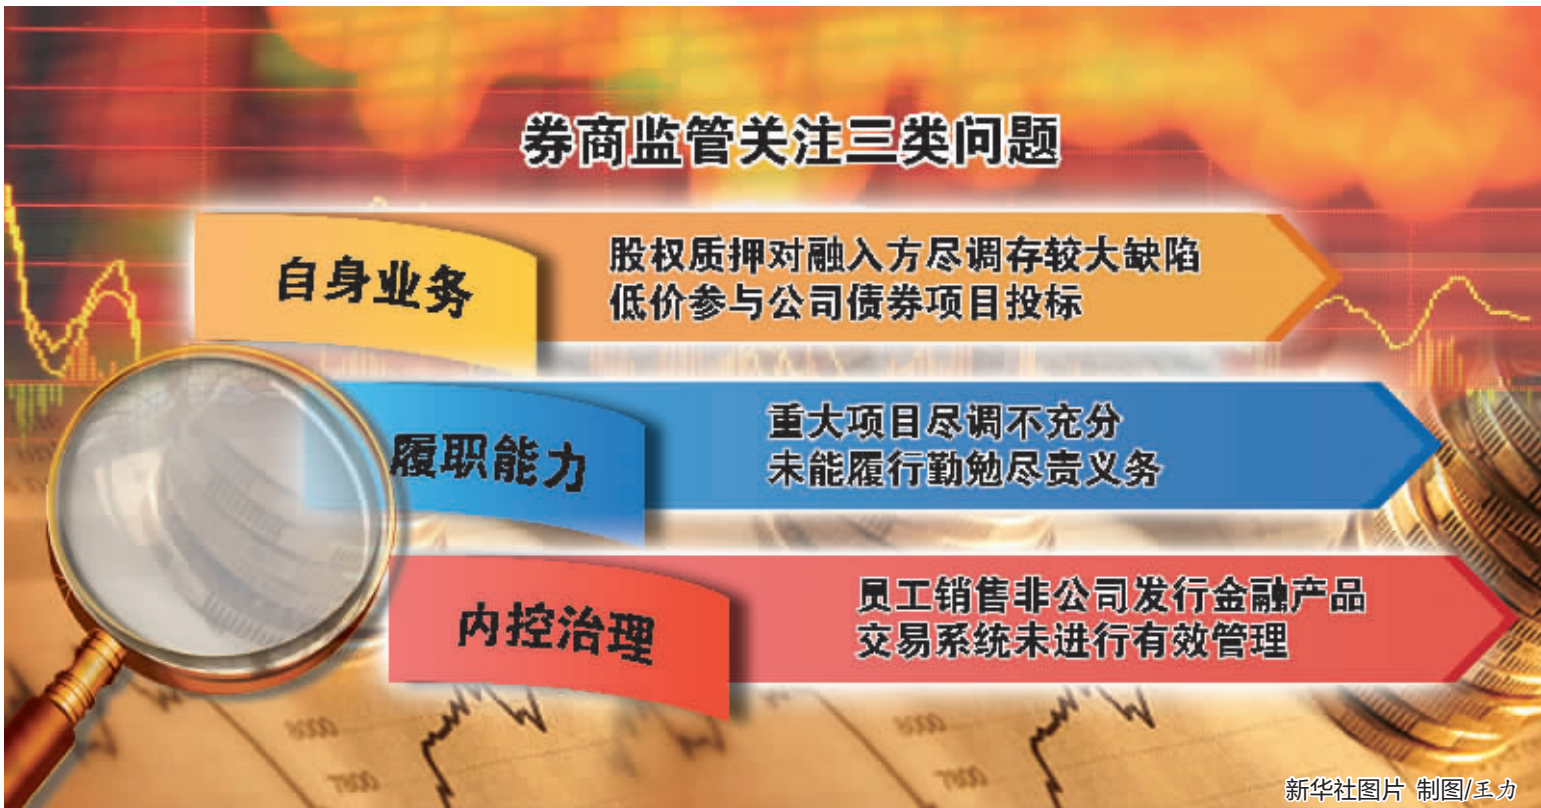 券商监管关注三类问题
自身业务
股权质押对融入方尽调存较大缺陷
低价参与公司债券项目投标
履职能力
重大项目尽调不充分
未能履行勤勉尽责义务
内控治理
员工销售非公司发行金融产品
交易系统未进行有效管理
新华社图片 制图/王力